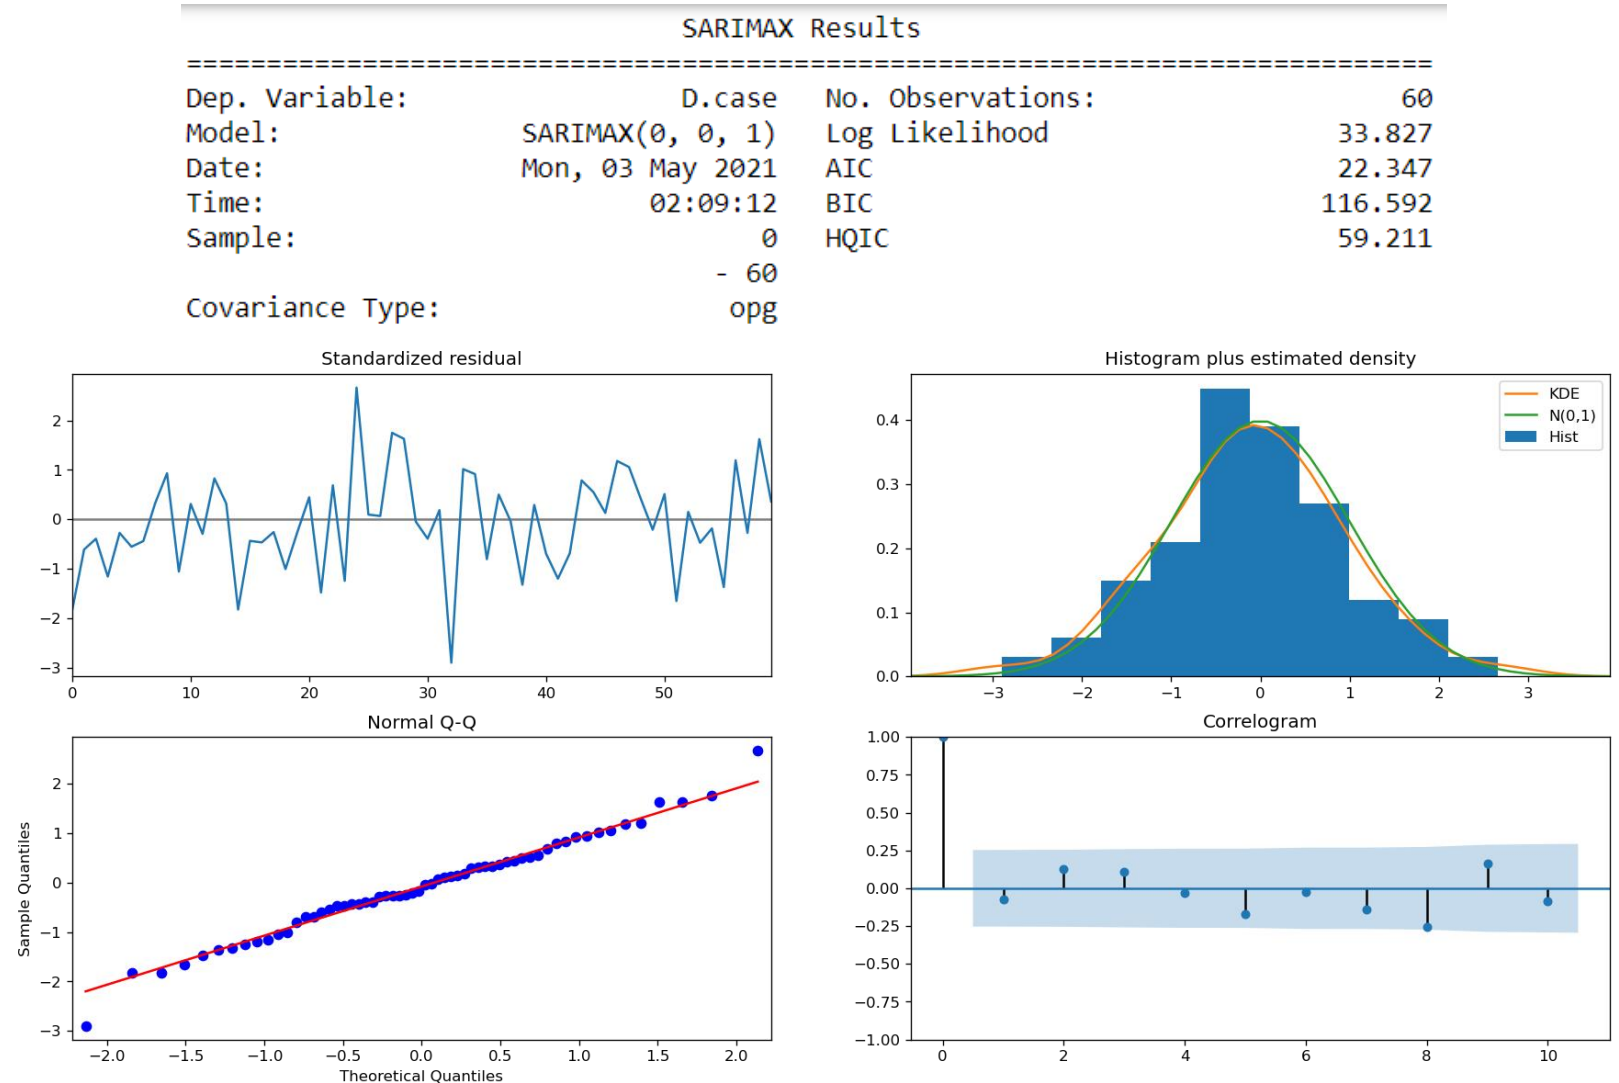 SARIMAX Results
==============================================================================
Dep. Variable: D.case No. Observations: 60
Model: SARIMAX(0, 0, 1) Log Likelihood 33.827
Date: Mon, 03 May 2021 AIC 22.347
Time: 02:09:12 BIC 116.592
Sample: 0 HQIC 59.211
- 60
Covariance Type: opg
Standardized residual
2
1
0
−1
−2
−3
0 10 20 30 40 50
Histogram plus estimated density
KDE
N(0,1)
Hist
0.4
0.3
0.2
0.1
0.0
−3 −2 −1 0 1 2 3
Normal Q-Q
Sample Quantiles
2
1
0
−1
−2
−3
−2.0 −1.5 −1.0 −0.5 0.0 0.5 1.0 1.5 2.0
Theoretical Quantiles
Correlogram
1.00
0.75
0.50
0.25
0.00
−0.25
−0.50
−0.75
−1.00
0 2 4 6 8 10